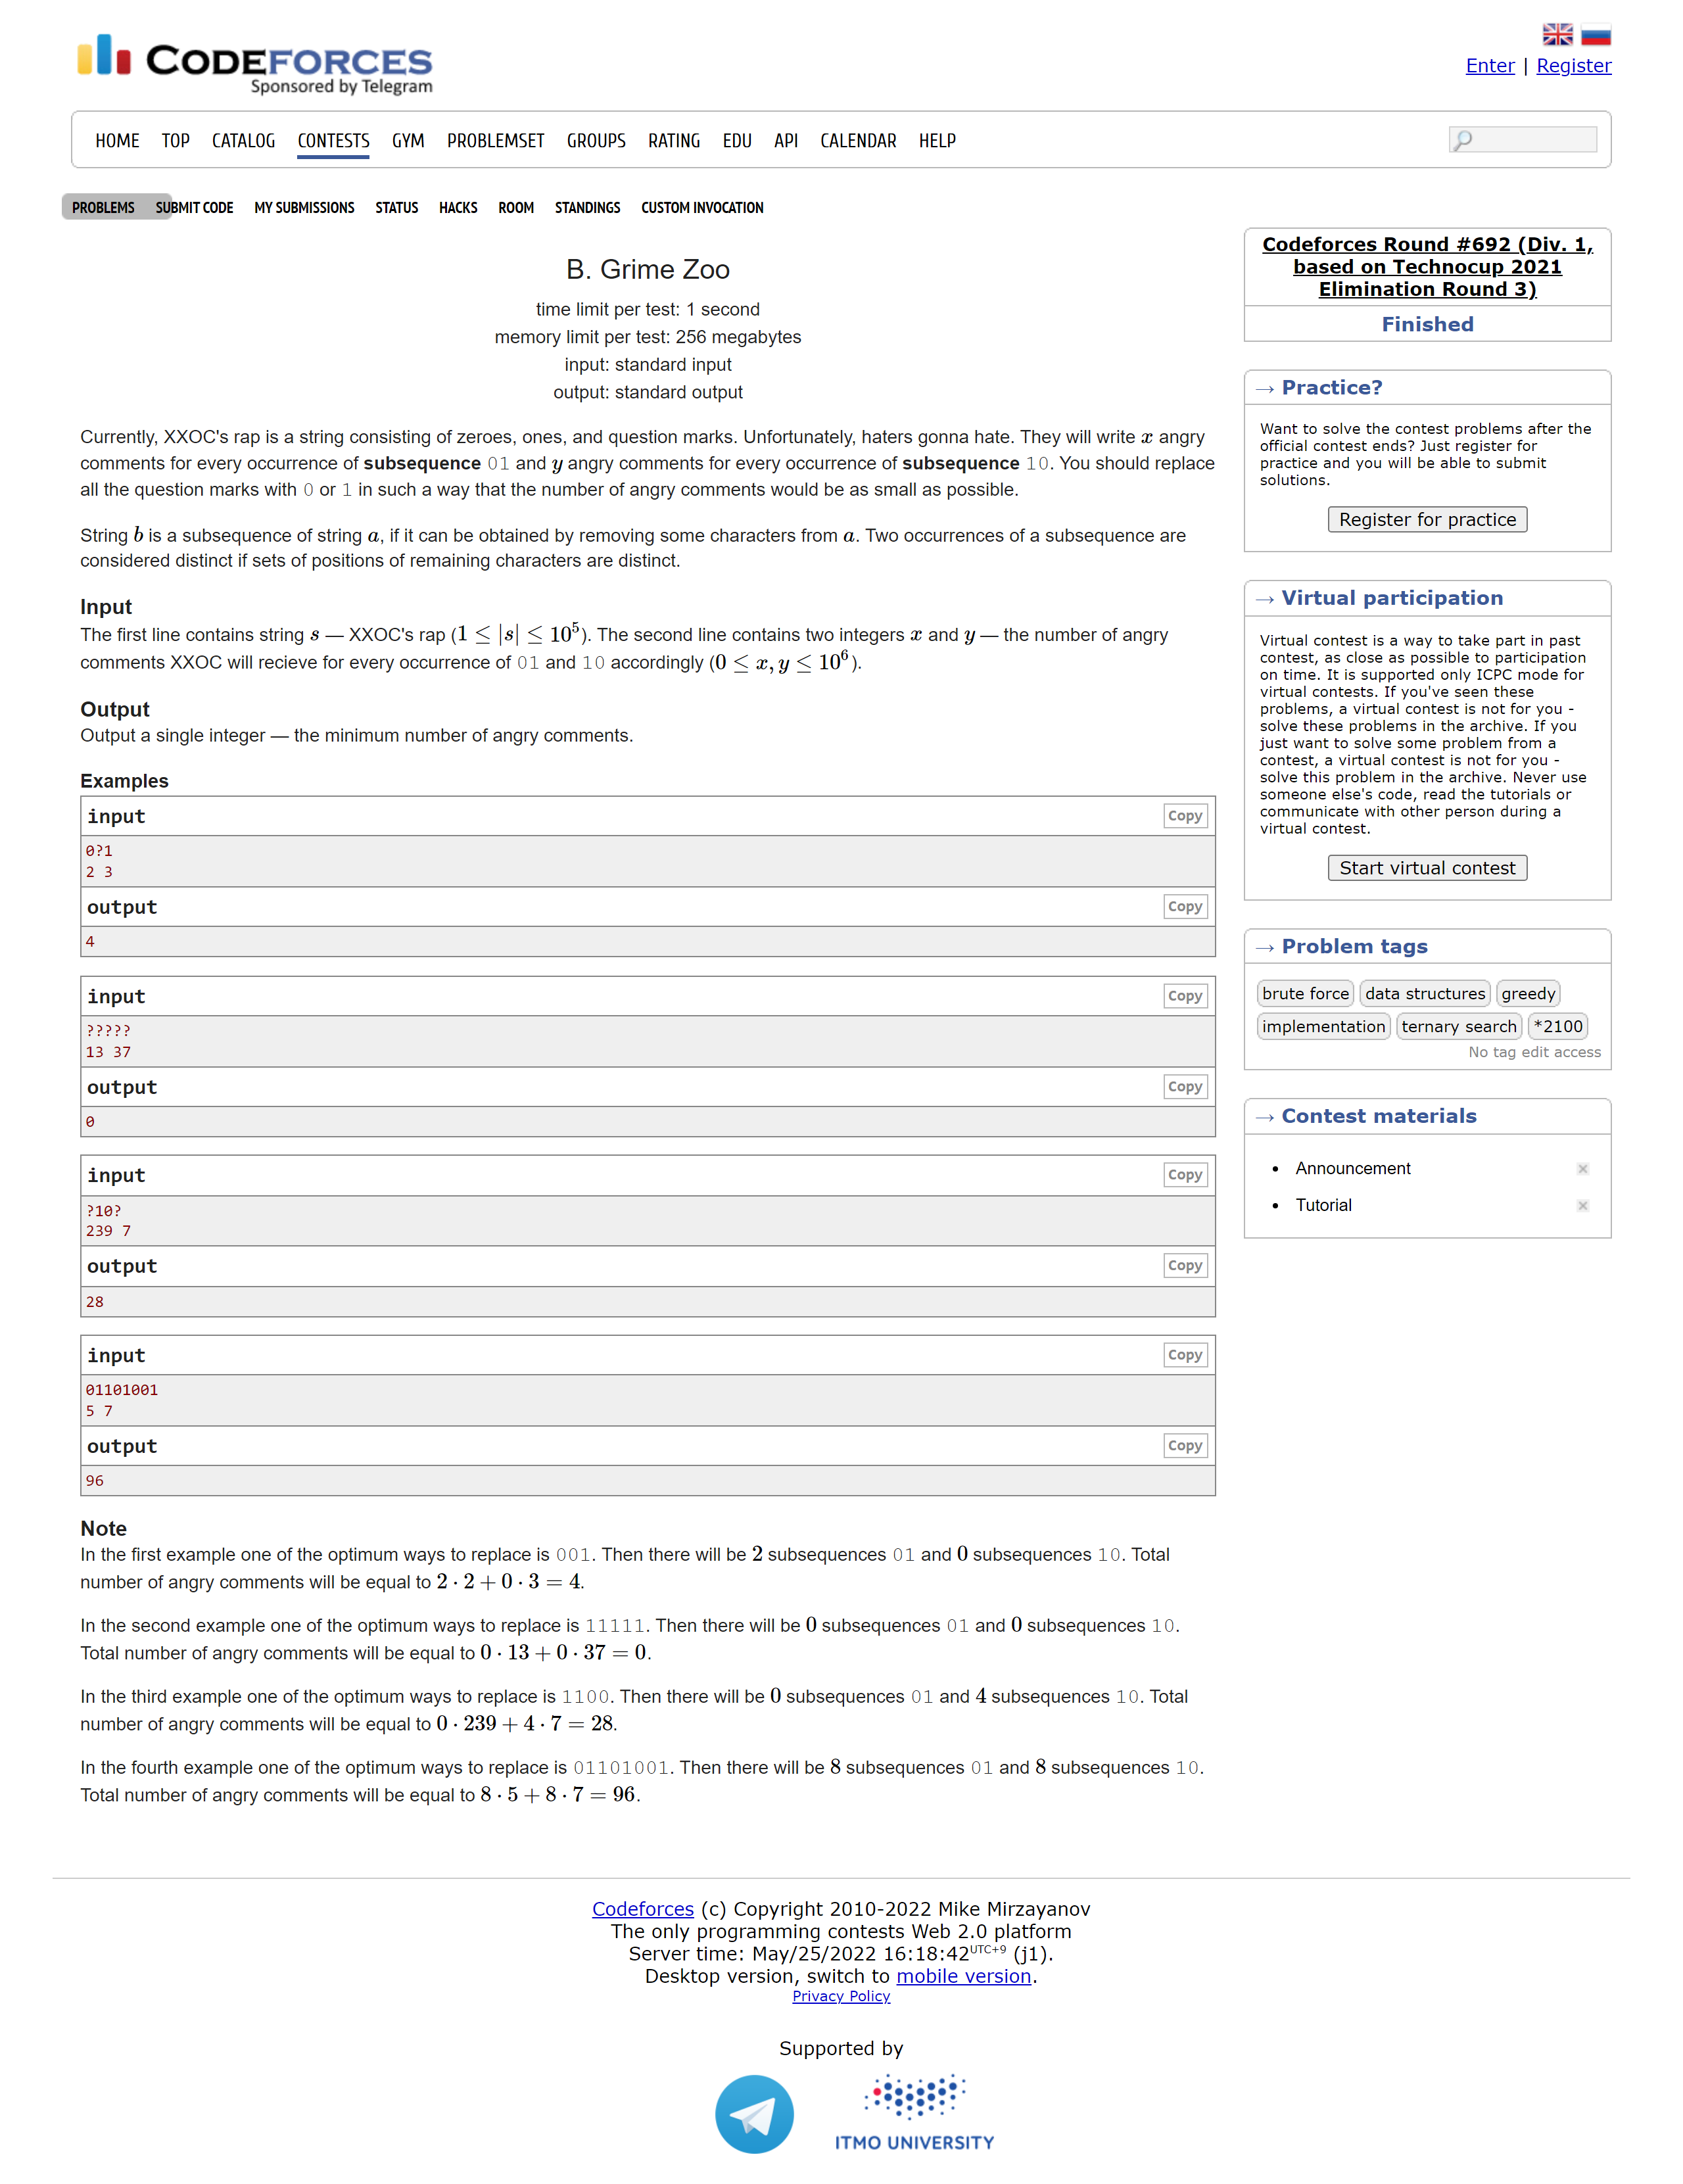 CODEFORCES
Sponsored by Telegram
Enter | Register
HOME TOP CATALOG CONTESTS GYM PROBLEMSET GROUPS RATING EDU API CALENDAR HELP
PROBLEMS SUBMIT CODE MY SUBMISSIONS STATUS HACKS ROOM STANDINGS CUSTOM INVOCATION
B. Grime Zoo
time limit per test: 1 second
memory limit per test: 256 megabytes
input: standard input
output: standard output
Currently, XXOC's rap is a string consisting of zeroes, ones, and question marks. Unfortunately, haters gonna hate. They will write x angry
comments for every occurrence of subsequence 01 and y angry comments for every occurrence of subsequence 10. You should replace
all the question marks with 0 or 1 in such a way that the number of angry comments would be as small as possible.
String b is a subsequence of string a, if it can be obtained by removing some characters from a. Two occurrences of a subsequence are
considered distinct if sets of positions of remaining characters are distinct.
Input
The first line contains string s — XXOC's rap (1 ≤ |s| ≤ 10^5). The second line contains two integers x and y — the number of angry
comments XXOC will recieve for every occurrence of 01 and 10 accordingly (0 ≤ x, y ≤ 10^6).
Output
Output a single integer — the minimum number of angry comments.
Examples
input
Copy
0?1
2 3
output
Copy
4
input
Copy
?????
13 37
output
Copy
0
input
Copy
?10?
239 7
output
Copy
28
input
Copy
01101001
5 7
output
Copy
96
Note
In the first example one of the optimum ways to replace is 001. Then there will be 2 subsequences 01 and 0 subsequences 10. Total
number of angry comments will be equal to 2 · 2 + 0 · 3 = 4.
In the second example one of the optimum ways to replace is 11111. Then there will be 0 subsequences 01 and 0 subsequences 10.
Total number of angry comments will be equal to 0 · 13 + 0 · 37 = 0.
In the third example one of the optimum ways to replace is 1100. Then there will be 0 subsequences 01 and 4 subsequences 10. Total
number of angry comments will be equal to 0 · 239 + 4 · 7 = 28.
In the fourth example one of the optimum ways to replace is 01101001. Then there will be 8 subsequences 01 and 8 subsequences 10.
Total number of angry comments will be equal to 8 · 5 + 8 · 7 = 96.
Codeforces Round #692 (Div. 1,
based on Technocup 2021
Elimination Round 3)
Finished
→ Practice?
Want to solve the contest problems after the
official contest ends? Just register for
practice and you will be able to submit
solutions.
Register for practice
→ Virtual participation
Virtual contest is a way to take part in past
contest, as close as possible to participation
on time. It is supported only ICPC mode for
virtual contests. If you've seen these
problems, a virtual contest is not for you -
solve these problems in the archive. If you
just want to solve some problem from a
contest, a virtual contest is not for you -
solve this problem in the archive. Never use
someone else's code, read the tutorials or
communicate with other person during a
virtual contest.
Start virtual contest
→ Problem tags
brute force data structures greedy
implementation ternary search *2100
No tag edit access
→ Contest materials
• Announcement
• Tutorial
Codeforces (c) Copyright 2010-2022 Mike Mirzayanov
The only programming contests Web 2.0 platform
Server time: May/25/2022 16:18:42 UTC+9 (j1).
Desktop version, switch to mobile version.
Privacy Policy
Supported by
ITMO UNIVERSITY